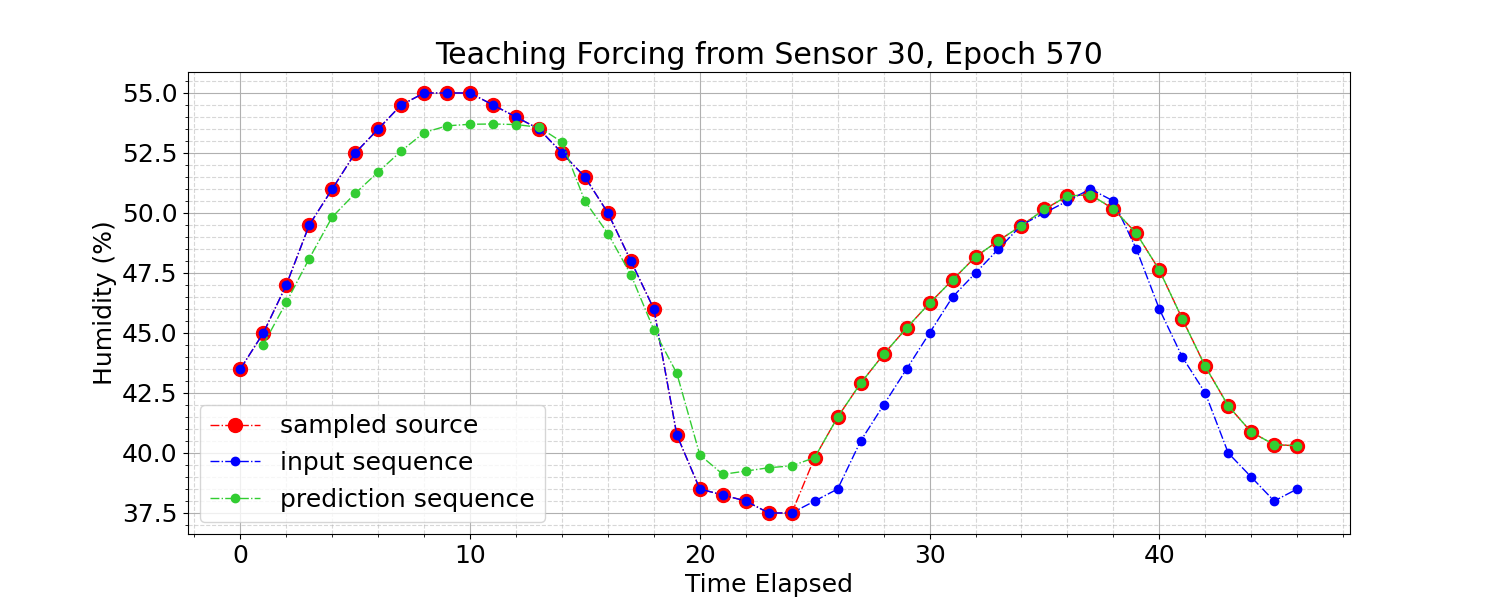 Teaching Forcing from Sensor 30, Epoch 570
Humidity (%)
55.0
52.5
50.0
47.5
45.0
42.5
40.0
37.5
sampled source
input sequence
prediction sequence
0 10 20 30 40
Time Elapsed